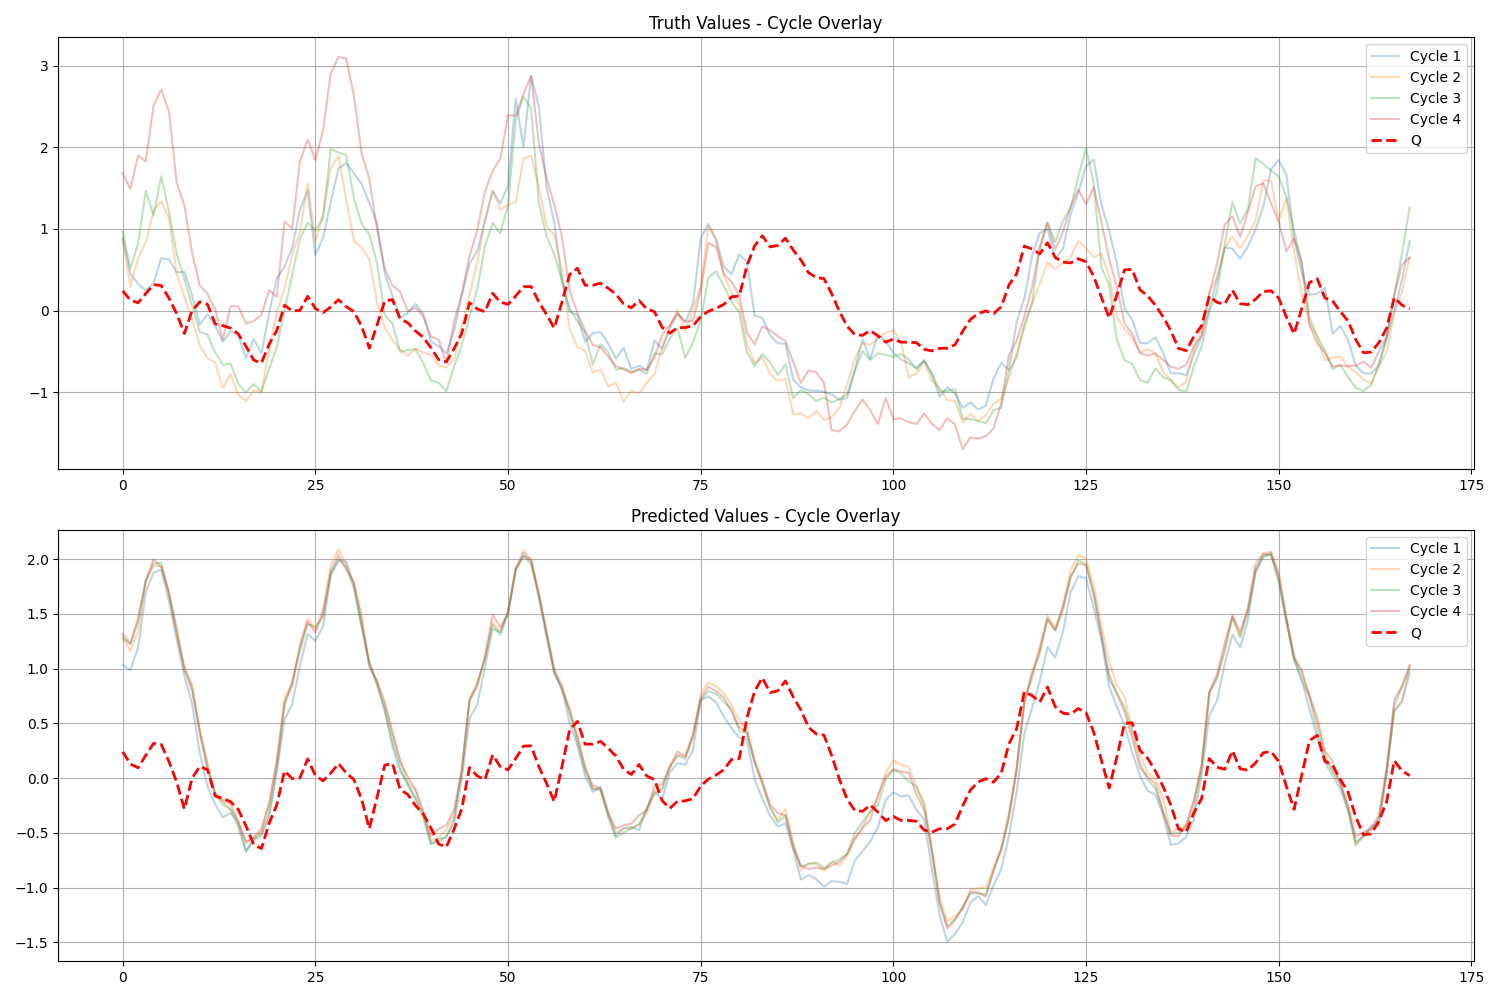 Truth Values - Cycle Overlay
3
2
1
0
−1
Cycle 1
Cycle 2
Cycle 3
Cycle 4
Q
0 25 50 75 100 125 150 175
Predicted Values - Cycle Overlay
2.0
1.5
1.0
0.5
0.0
−0.5
−1.0
−1.5
Cycle 1
Cycle 2
Cycle 3
Cycle 4
Q
0 25 50 75 100 125 150 175